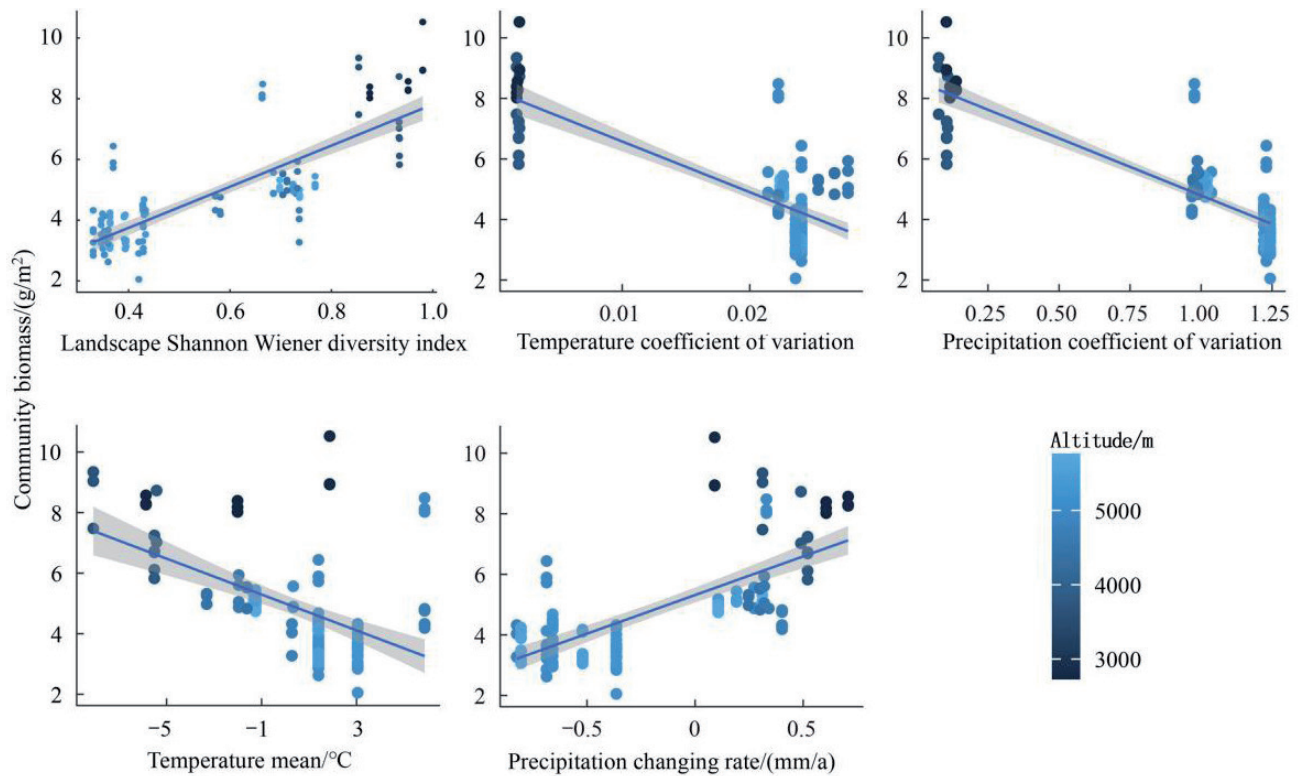 Community biomass/(g/m²)
10
8
6
4
2
0.4 0.6 0.8 1.0
Landscape Shannon Wiener diversity index
10
8
6
4
2
0.01 0.02
Temperature coefficient of variation
10
8
6
4
2
0.25 0.50 0.75 1.00 1.25
Precipitation coefficient of variation
10
8
6
4
2
−5 −1 3
Temperature mean/°C
10
8
6
4
2
−0.5 0 0.5
Precipitation changing rate/(mm/a)
Altitude/m
5000
4000
3000